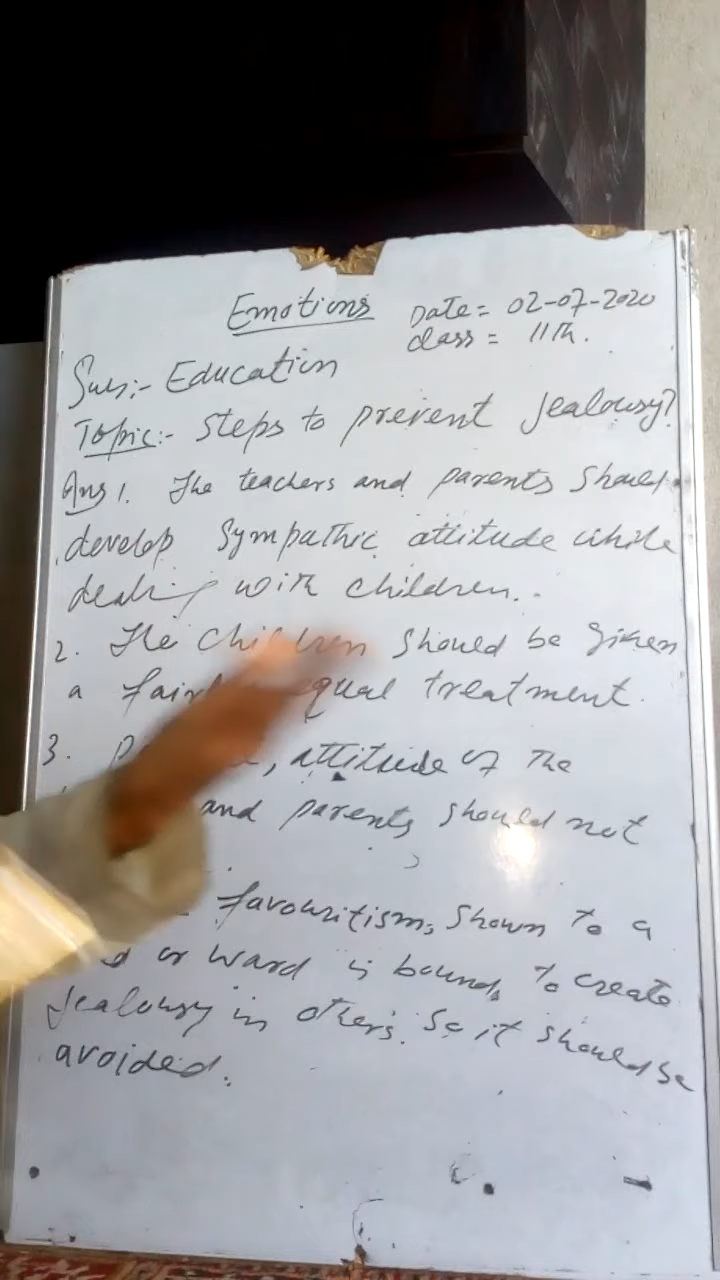 Emotions
Date = 02-07-2020
class = 11th.
Sub:- Education
Topic:- Steps to prevent Jealousy?
Ans 1. The teachers and parents should
develop Sympathic attitude while
dealing with children..
2. The children should be given
a equal treatment.
3. attitude of the
and parents should not
favouritism, shown to a
or ward is bound to create
Jealousy in others. So it should be
avoided.